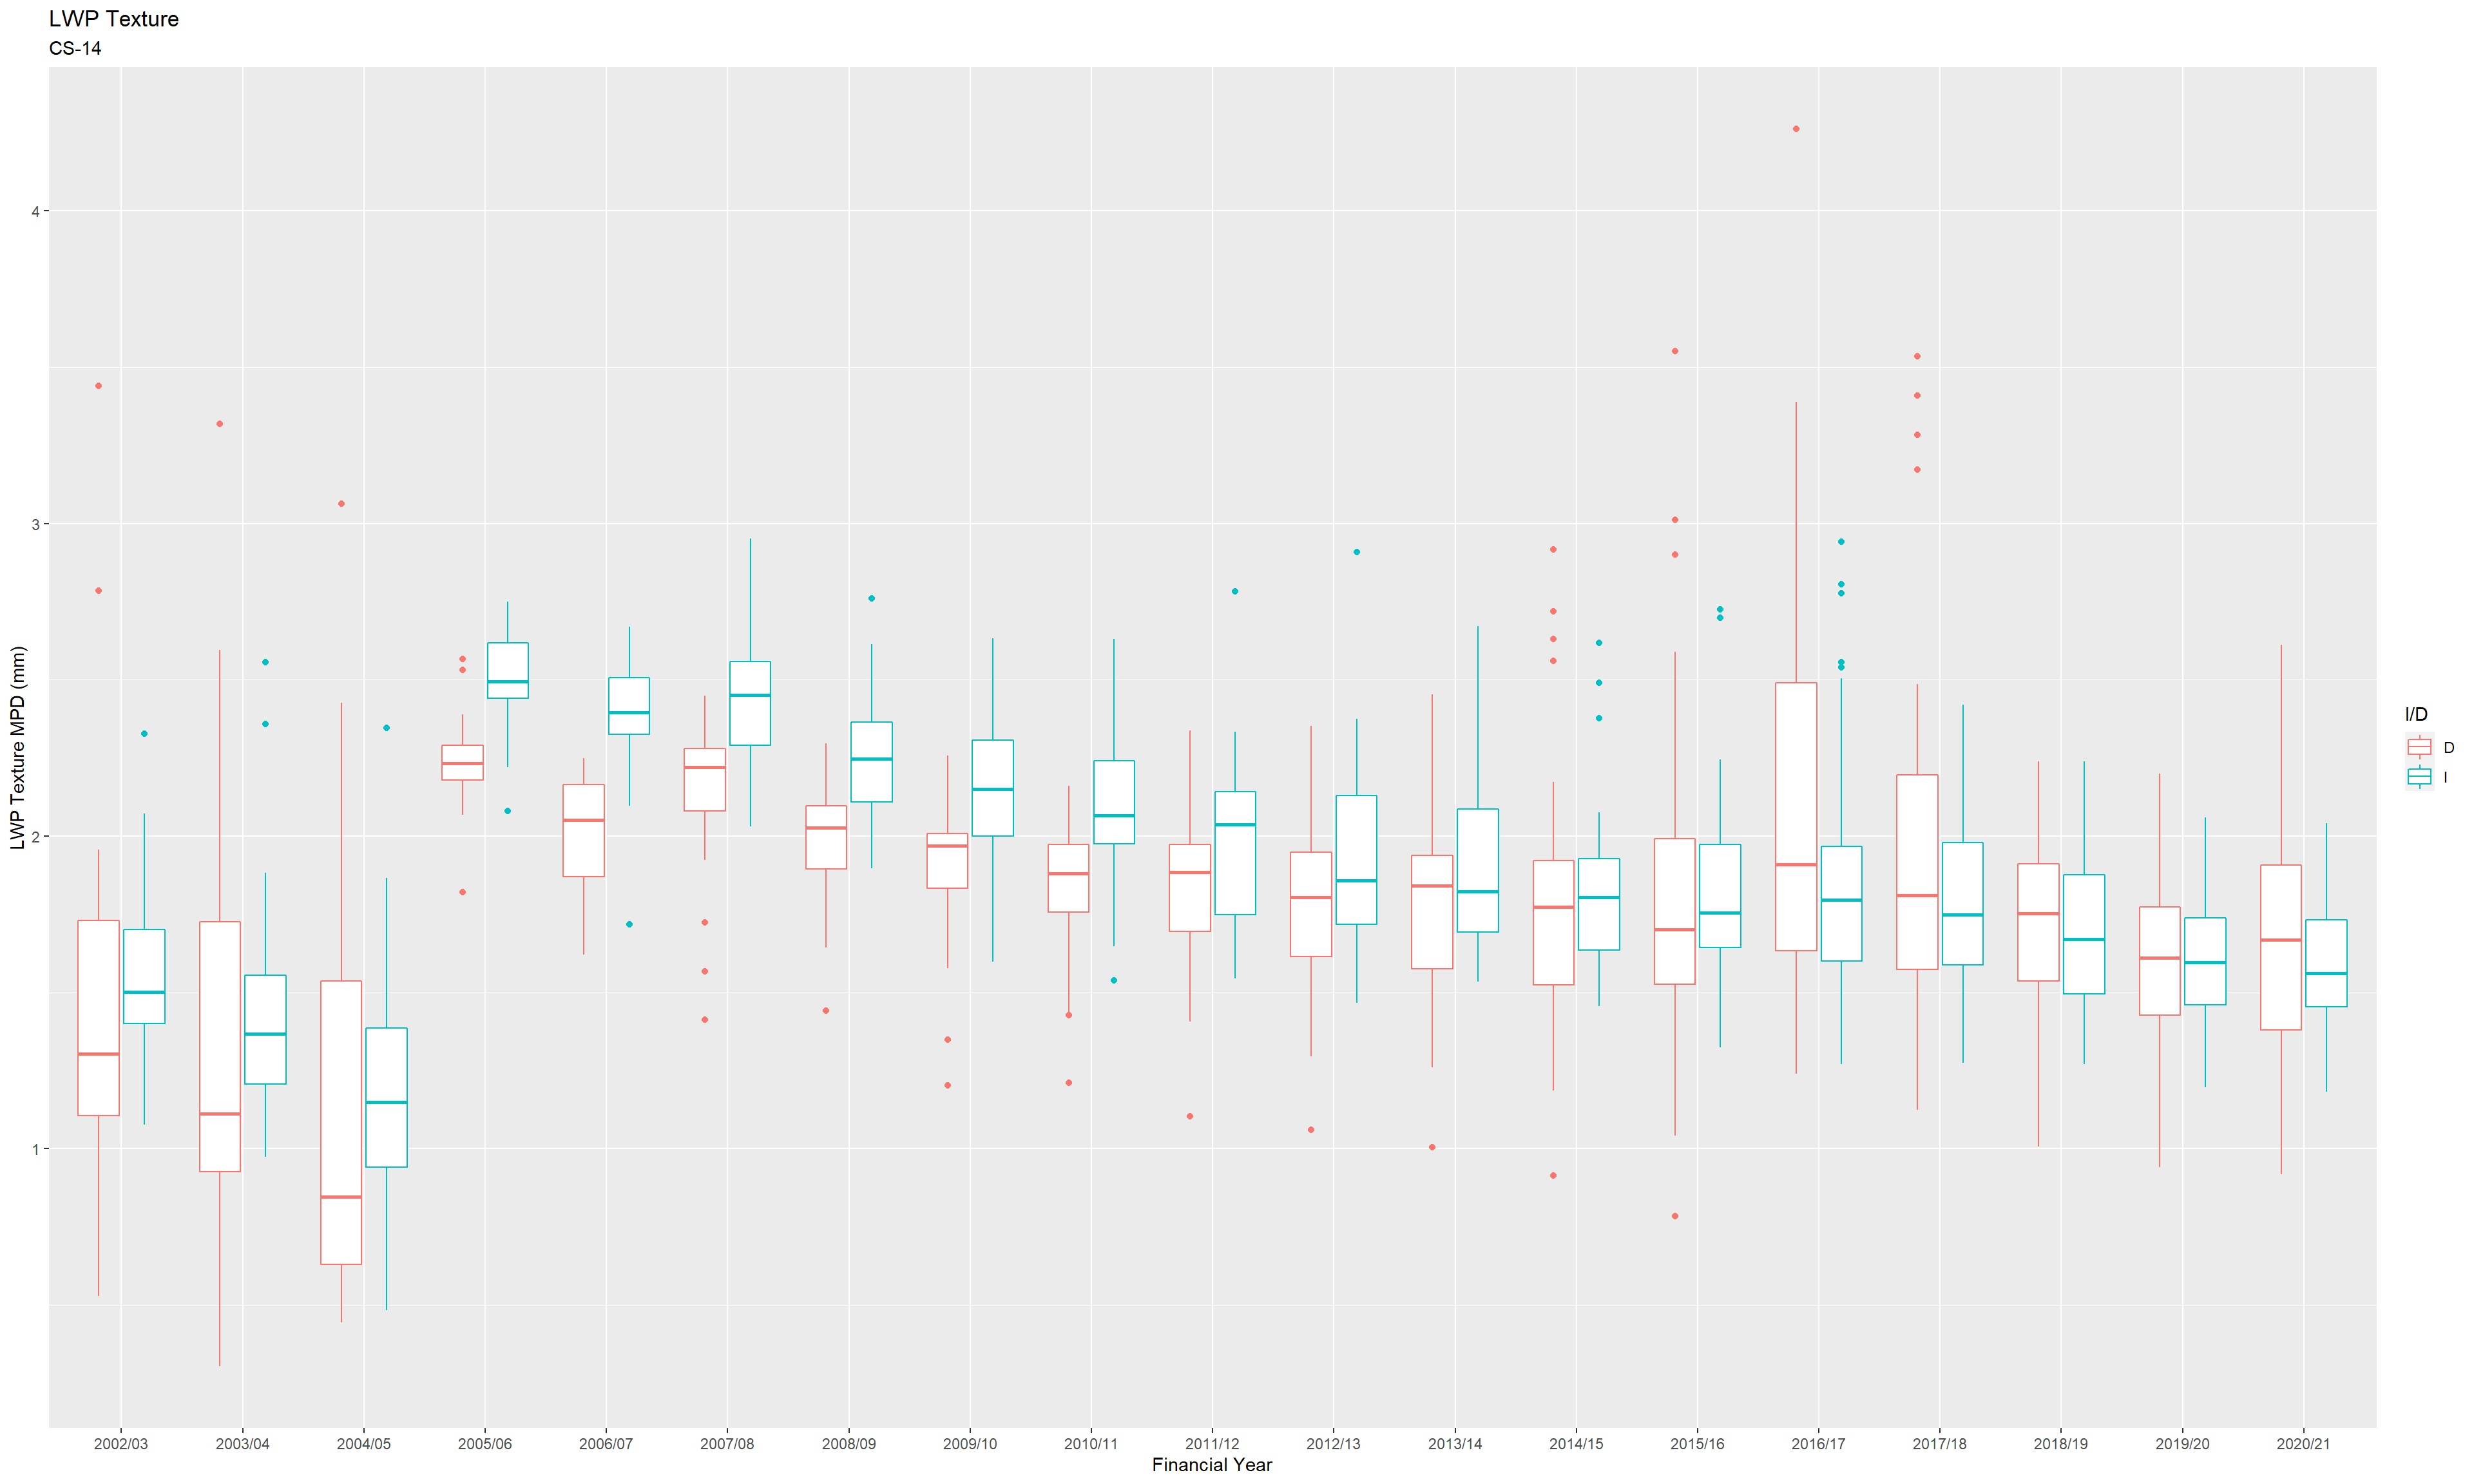 LWP Texture
CS-14
LWP Texture MPD (mm)
4
3
2
1
2002/03 2003/04 2004/05 2005/06 2006/07 2007/08 2008/09 2009/10 2010/11 2011/12 2012/13 2013/14 2014/15 2015/16 2016/17 2017/18 2018/19 2019/20 2020/21
Financial Year
I/D
D
I